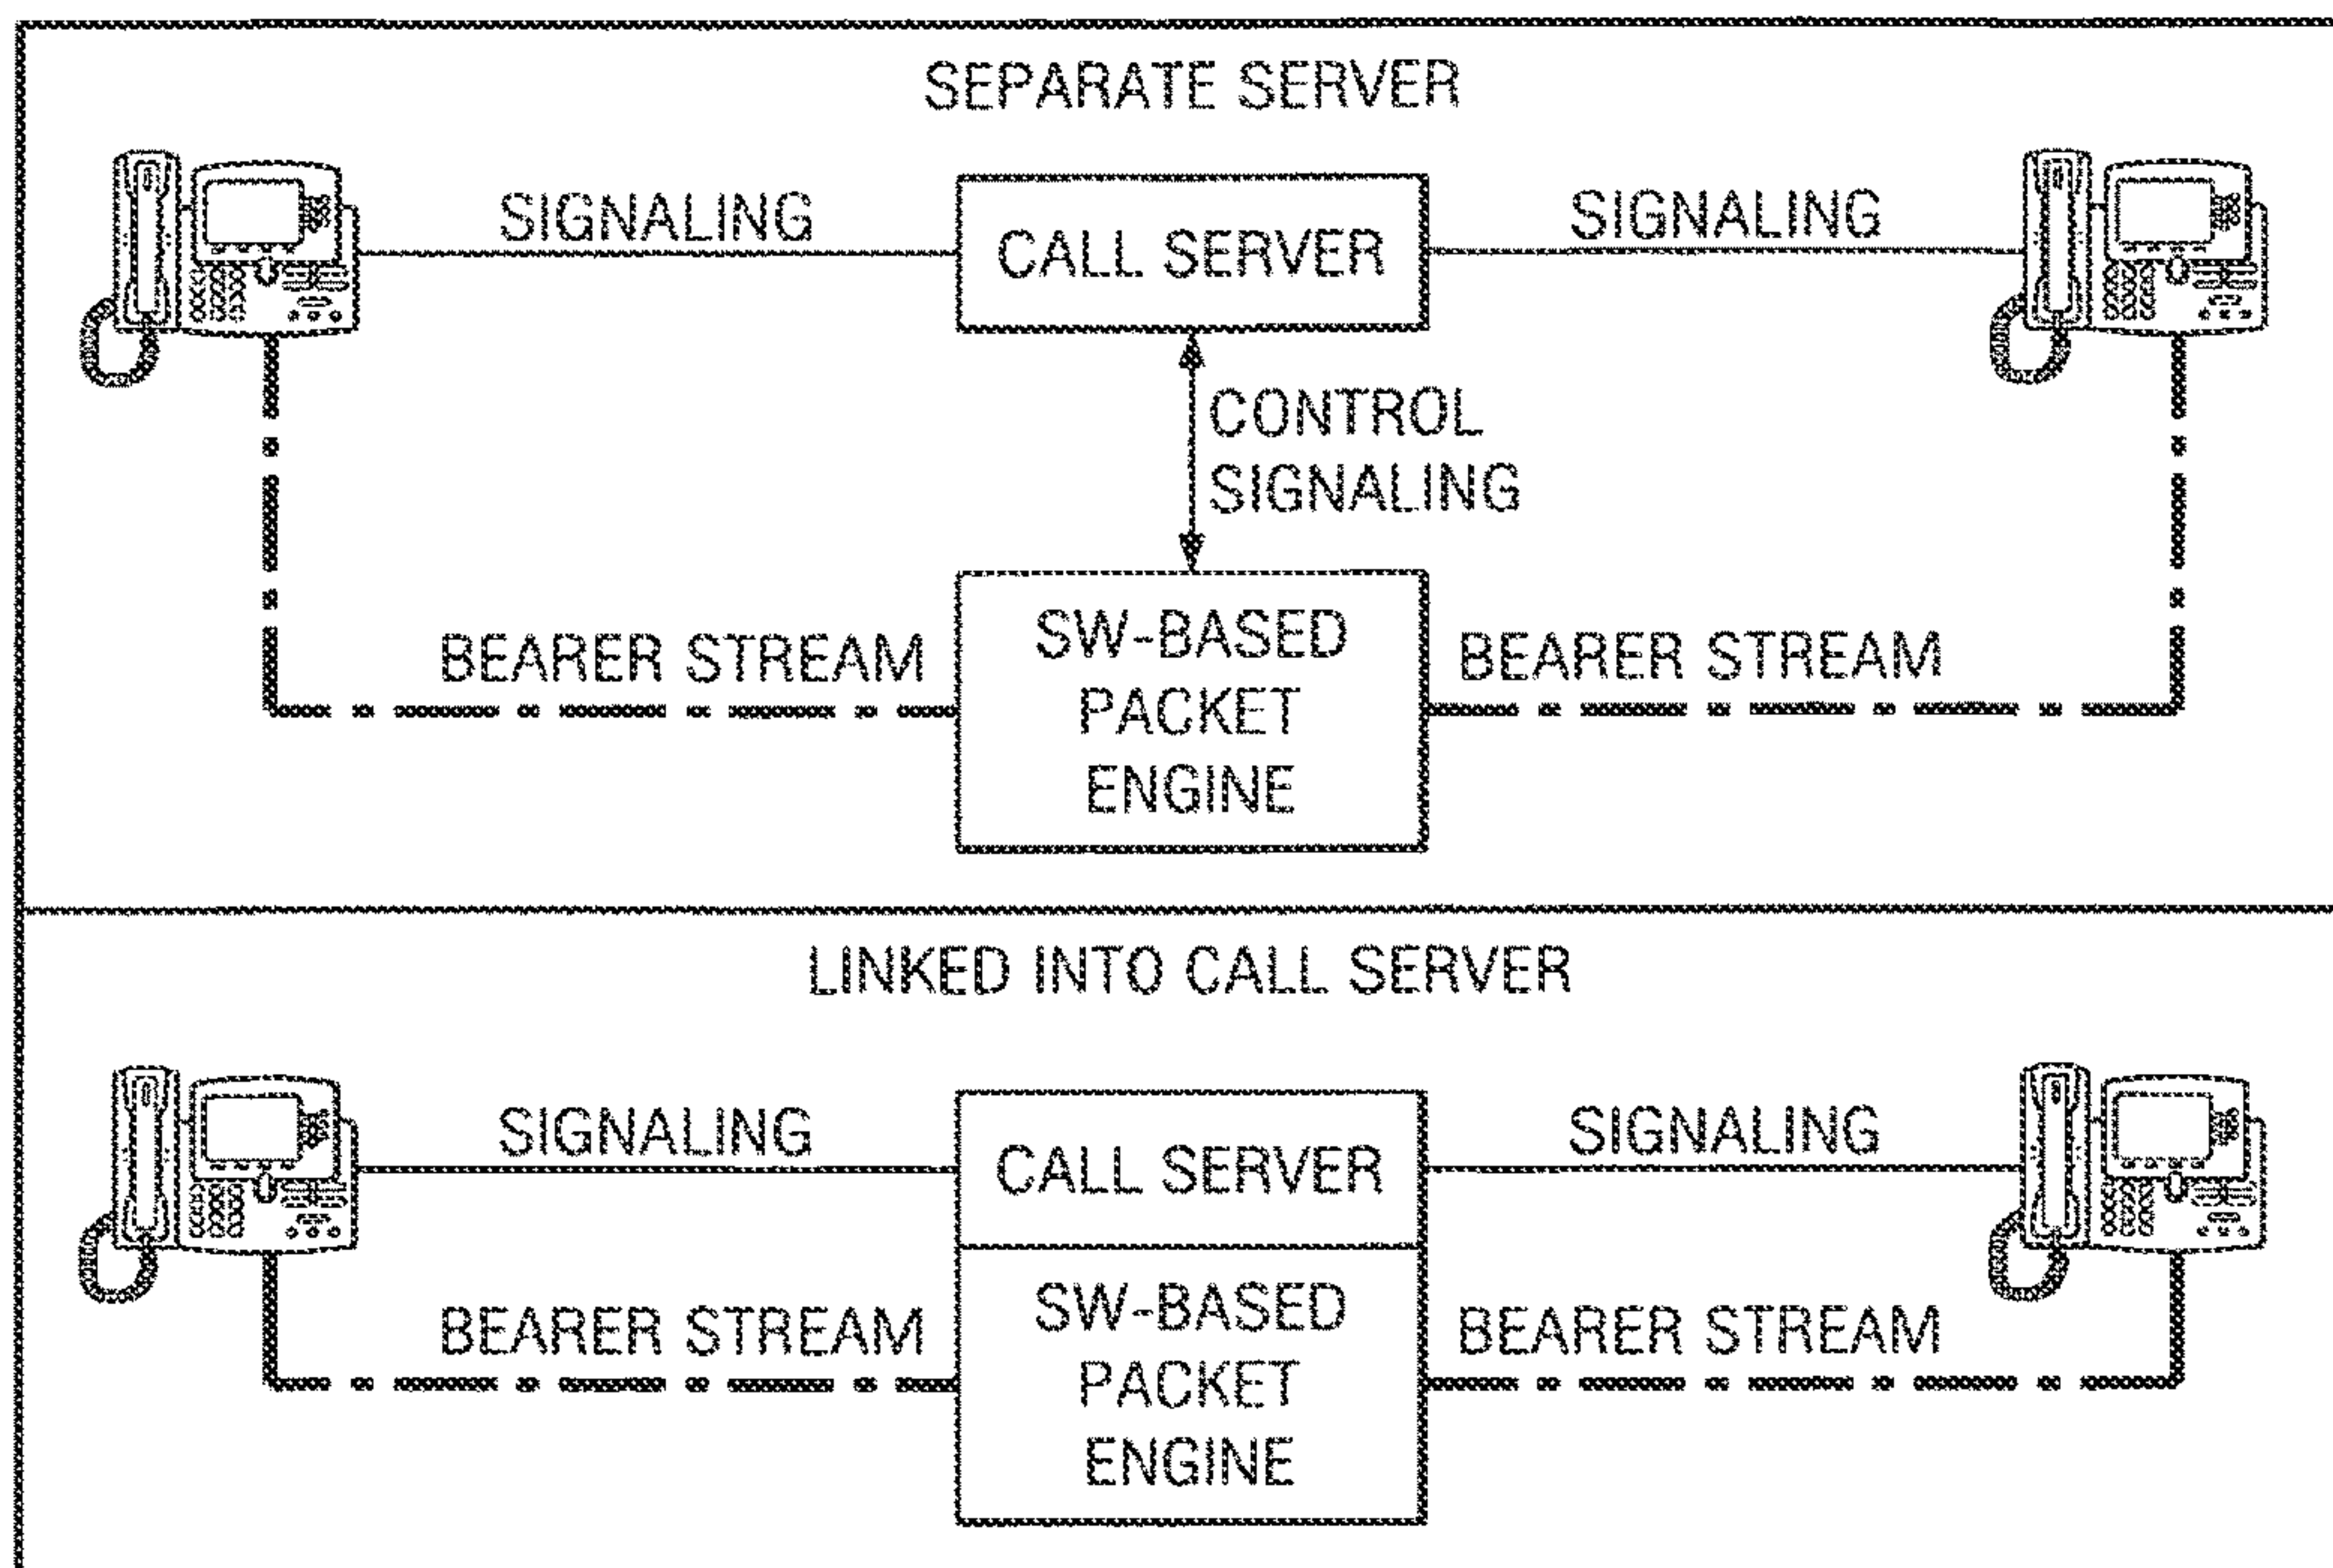 SEPARATE SERVER
SIGNALING
CALL SERVER
SIGNALING
CONTROL
SIGNALING
BEARER STREAM
SW-BASED
PACKET
ENGINE
BEARER STREAM
LINKED INTO CALL SERVER
SIGNALING
CALL SERVER
SIGNALING
BEARER STREAM
SW-BASED
PACKET
ENGINE
BEARER STREAM